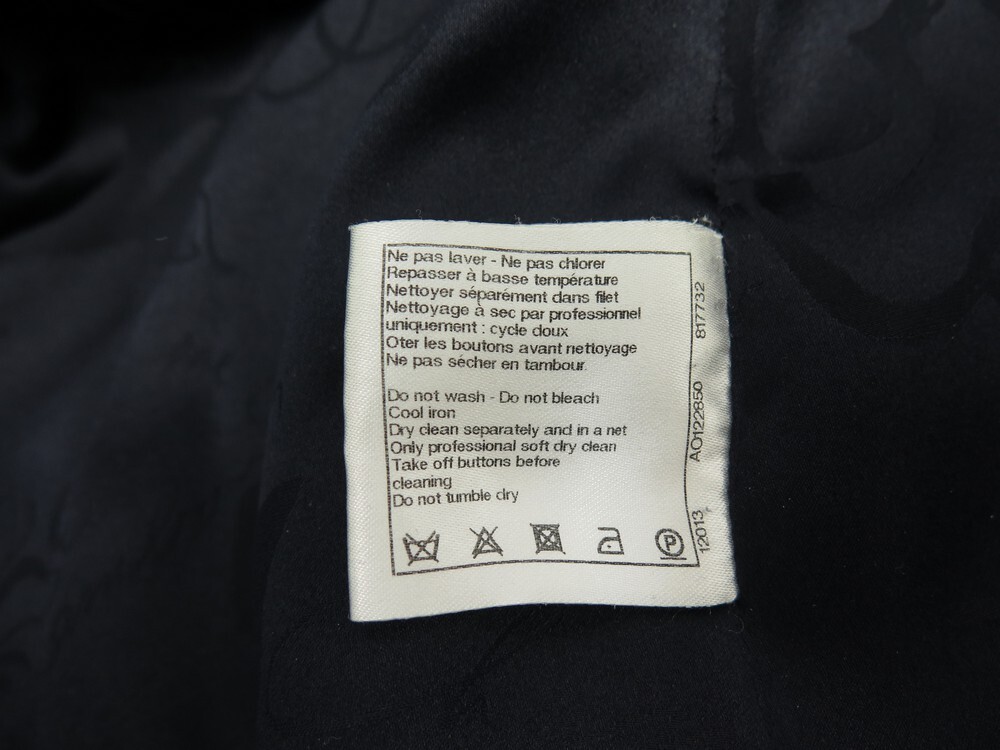 Ne pas laver - Ne pas chlorer
Repasser à basse température
Nettoyer séparément dans filet
Nettoyage à sec par professionnel
uniquement : cycle doux
Oter les boutons avant nettoyage
Ne pas sécher en tambour.
Do not wash - Do not bleach
Cool iron
Dry clean separately and in a net
Only professional soft dry clean
Take off buttons before
cleaning
Do not tumble dry
P
12013 AO122850 817732